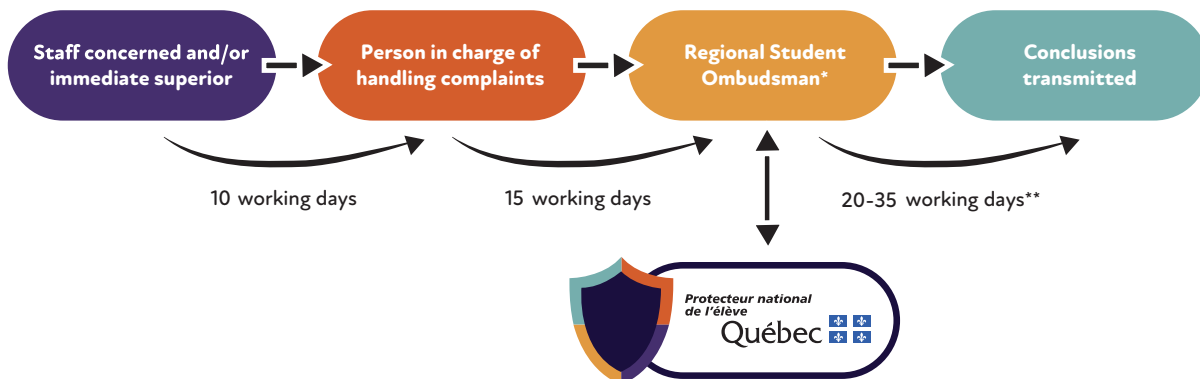 Staff concerned and/or
immediate superior
Person in charge of
handling complaints
Regional Student
Ombudsman*
Conclusions
transmitted
10 working days
15 working days
20-35 working days**
Protecteur national
de l'élève
Québec